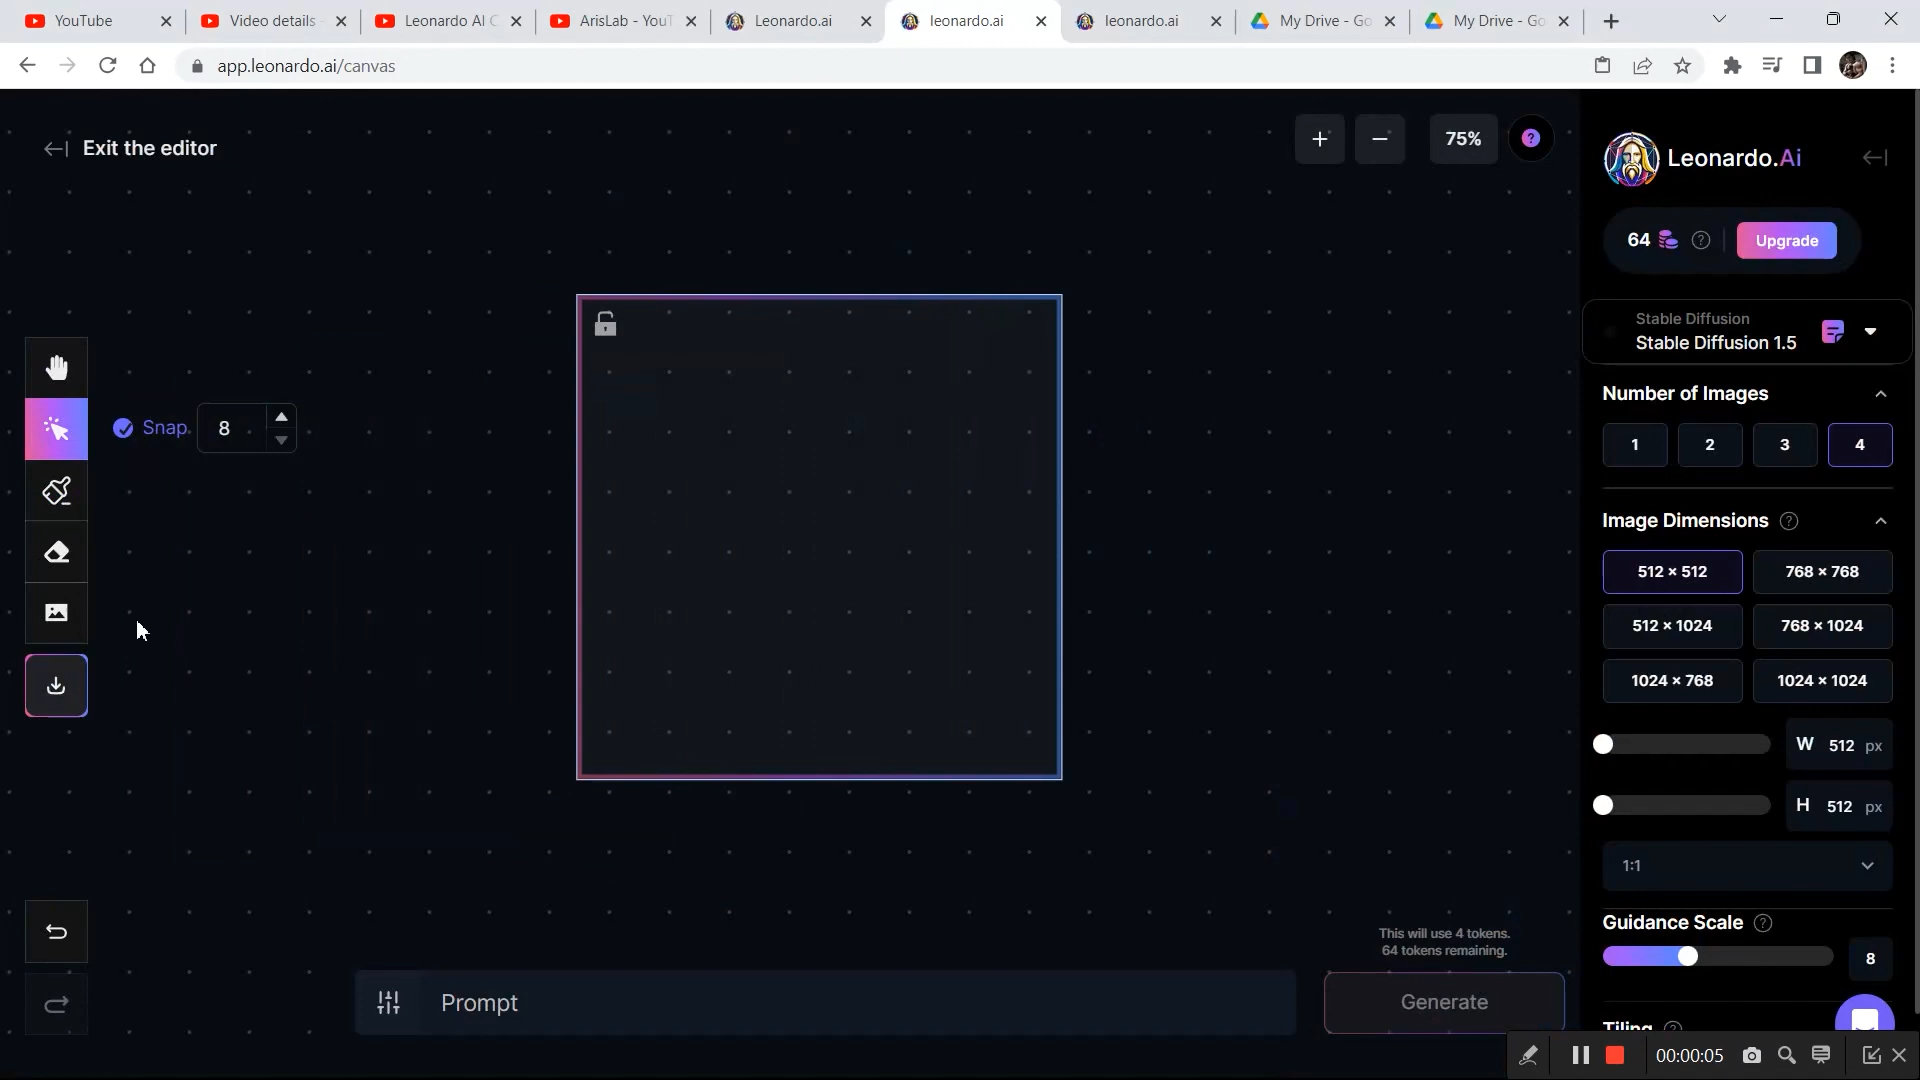 YouTube
Video details
Leonardo AI C
ArisLab - YouT
Leonardo.ai
leonardo.ai
leonardo.ai
My Drive - Go
My Drive - Go
app.leonardo.ai/canvas
Exit the editor
75%
Leonardo.Ai
64
Upgrade
Stable Diffusion
Stable Diffusion 1.5
Number of Images
1
2
3
4
Snap
8
Image Dimensions
512 × 512
768 × 768
512 × 1024
768 × 1024
1024 × 768
1024 × 1024
W 512 px
H 512 px
1:1
Guidance Scale
8
This will use 4 tokens.
64 tokens remaining.
Prompt
Generate
Tiling
00:00:05